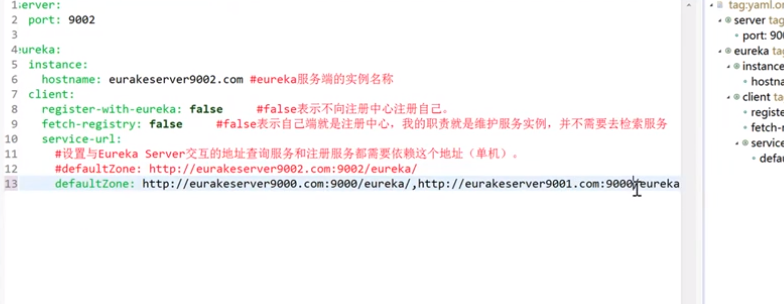 erver:
2 port: 9002
3
4 ureka:
5 instance:
6 hostname: eurakeserver9002.com #eureka服务端的实例名称
7 client:
8 register-with-eureka: false #false表示不向注册中心注册自己。
9 fetch-registry: false #false表示自己端就是注册中心，我的职责就是维护服务实例，并不需要去检索服务
10 service-url:
11 #设置与Eureka Server交互的地址查询服务和注册服务都需要依赖这个地址（单机）。
12 #defaultZone: http://eurakeserver9002.com:9002/eureka/
13 defaultZone: http://eurakeserver9000.com:9000/eureka/,http://eurakeserver9001.com:9000/eureka
tag:yaml.or
server tag
port: 900
eureka tag
instance
hostn
client tag
registe
fetch-r
service
defa